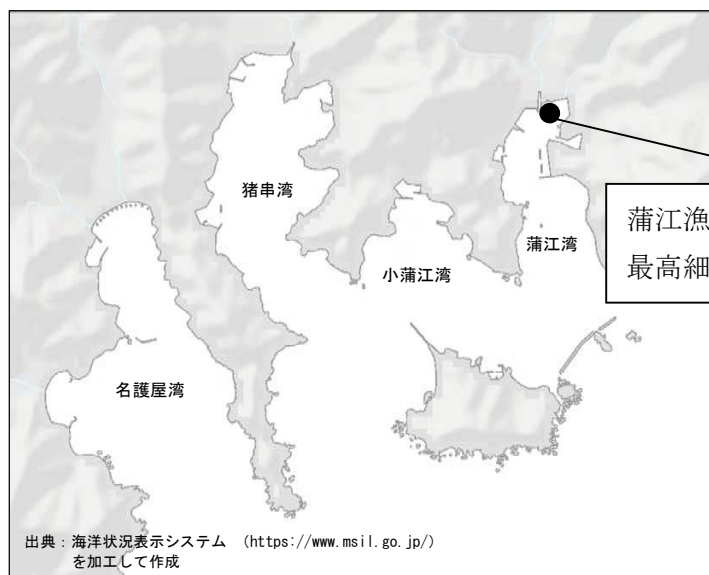 猪串湾
蒲江漁
最高細
蒲江湾
小蒲江湾
名護屋湾
出典：海洋状況表示システム (https://www.msil.go.jp/)
を加工して作成